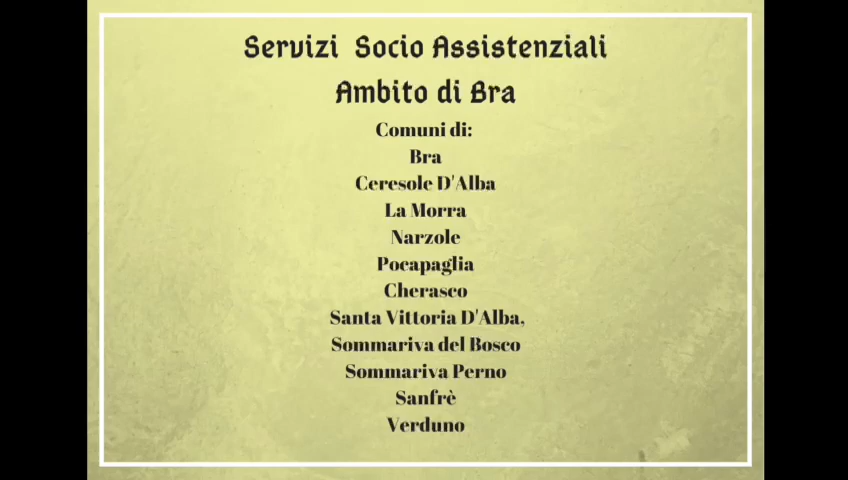 Servizi Socio Assistenziali
Ambito di Bra
Comuni di:
Bra
Ceresole D'Alba
La Morra
Narzole
Pocapaglia
Cherasco
Santa Vittoria D'Alba,
Sommariva del Bosco
Sommariva Perno
Sanfrè
Verduno